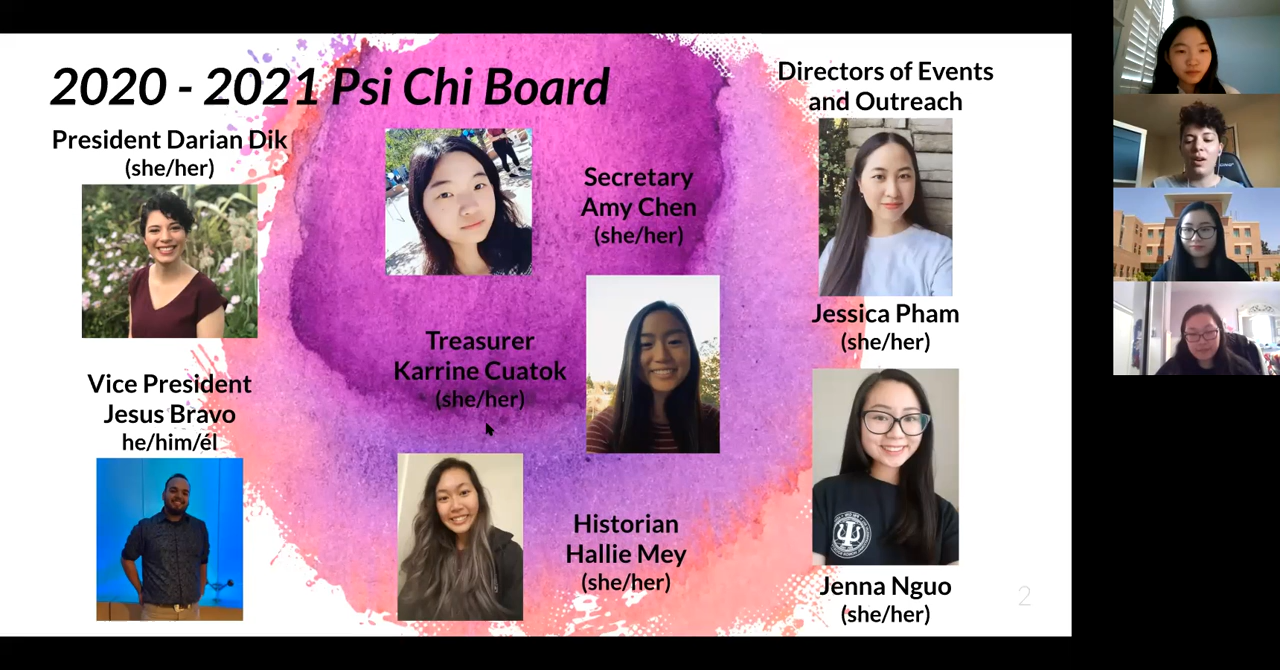 2020 - 2021 Psi Chi Board
President Darian Dik
(she/her)
Vice President
Jesus Bravo
he/him/él
Secretary
Amy Chen
(she/her)
Treasurer
Karrine Cuatok
(she/her)
Historian
Hallie Mey
(she/her)
Directors of Events
and Outreach
Jessica Pham
(she/her)
Jenna Nguo
(she/her)
2